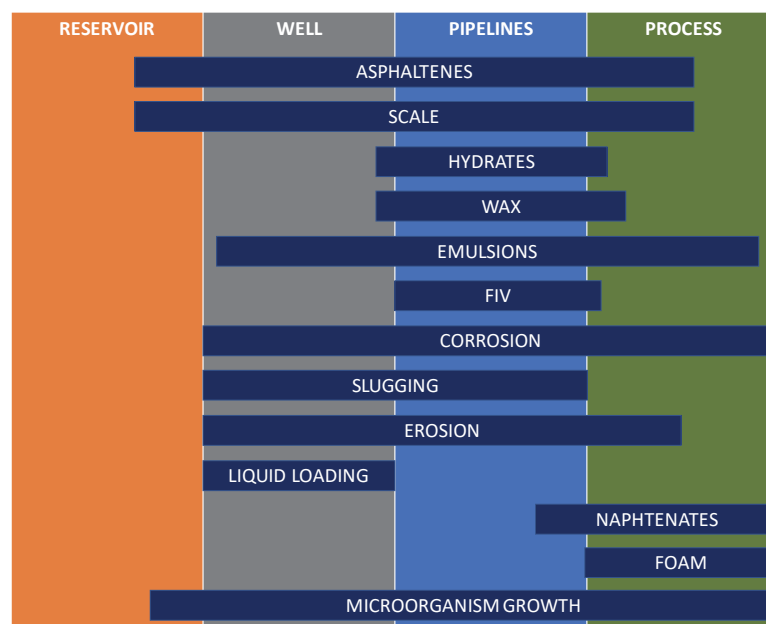 RESERVOIR WELL PIPELINES PROCESS
ASPHALTENES
SCALE
HYDRATES
WAX
EMULSIONS
FIV
CORROSION
SLUGGING
EROSION
LIQUID LOADING
NAPHTENATES
FOAM
MICROORGANISM GROWTH